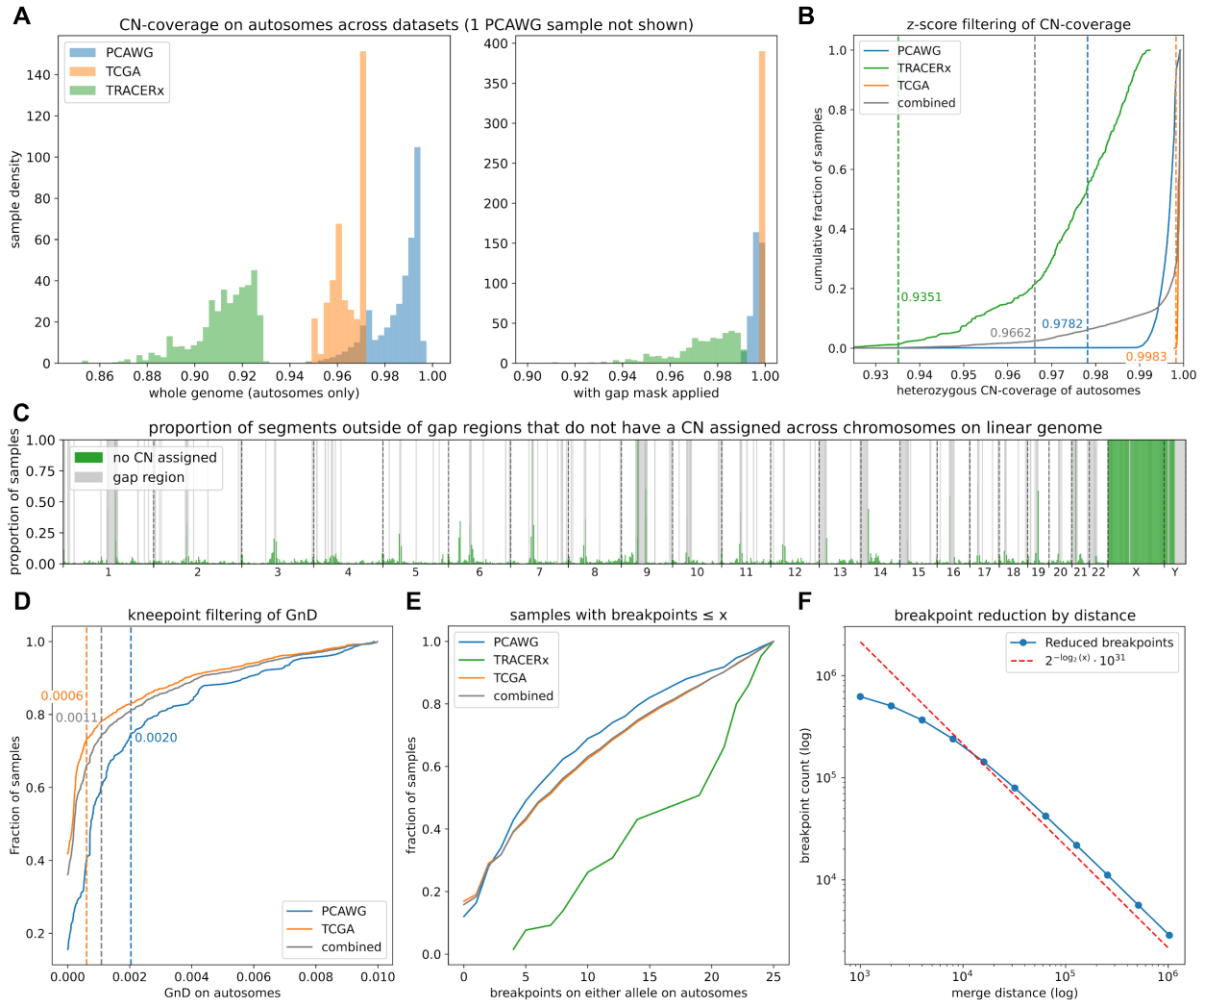 A
CN-coverage on autosomes across datasets (1 PCAWG sample not shown)
PCAWG
TCGA
TRACERx
sample density
0
20
40
60
80
100
120
140
0.86
0.88
0.90
0.92
0.94
0.96
0.98
1.00
whole genome (autosomes only)
0
50
100
150
200
250
300
350
400
0.90
0.92
0.94
0.96
0.98
1.00
with gap mask applied
B
z-score filtering of CN-coverage
PCAWG
TRACERx
TCGA
combined
0.9351
0.9662
0.9782
0.9983
cumulative fraction of samples
0.0
0.2
0.4
0.6
0.8
1.0
0.93
0.94
0.95
0.96
0.97
0.98
0.99
1.00
heterozygous CN-coverage of autosomes
C
proportion of segments outside of gap regions that do not have a CN assigned across chromosomes on linear genome
no CN assigned
gap region
proportion of samples
0.00
0.25
0.50
0.75
1.00
1 2 3 4 5 6 7 8 9 10 11 12 13 14 15 16 17 18 19 20 21 22 X Y
D
kneepoint filtering of GnD
0.0006
0.0011
0.0020
PCAWG
TCGA
combined
Fraction of samples
0.2
0.4
0.6
0.8
1.0
0.000
0.002
0.004
0.006
0.008
0.010
GnD on autosomes
E
samples with breakpoints ≤ x
PCAWG
TRACERx
TCGA
combined
fraction of samples
0.0
0.2
0.4
0.6
0.8
1.0
0
5
10
15
20
25
breakpoints on either allele on autosomes
F
breakpoint reduction by distance
Reduced breakpoints
2^{−log₂(x)} · 10^{31}
breakpoint count (log)
10⁶
10⁵
10⁴
10³
10⁴
10⁵
10⁶
merge distance (log)